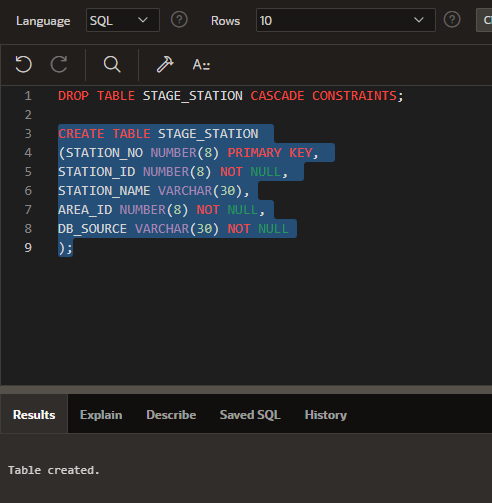 Language SQL ? Rows 10 ? Cl
A::
1 DROP TABLE STAGE_STATION CASCADE CONSTRAINTS;
2
3 CREATE TABLE STAGE_STATION
4 (STATION_NO NUMBER(8) PRIMARY KEY,
5 STATION_ID NUMBER(8) NOT NULL,
6 STATION_NAME VARCHAR(30),
7 AREA_ID NUMBER(8) NOT NULL,
8 DB_SOURCE VARCHAR(30) NOT NULL
9 );
Results Explain Describe Saved SQL History
Table created.